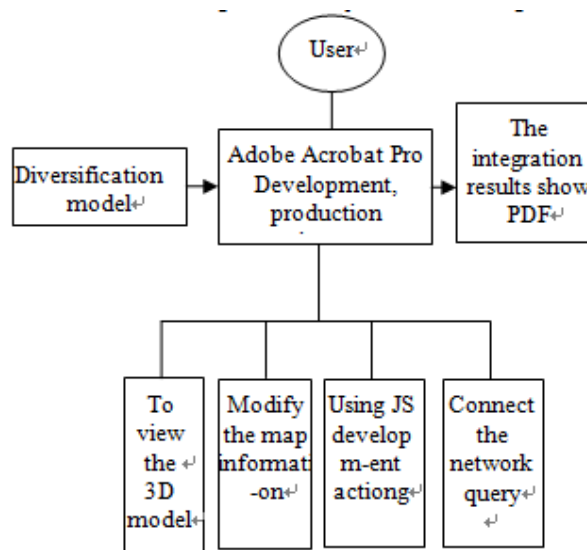 User↵
Adobe Acrobat Pro
Development,
production
Diversification
model↵
The
integration
results show
PDF↵
To
view
the ↵
3D
model↵
Modify
the map
informati
-on↵
Using JS
develop
m-ent
actiong
Connect
the
network
query↵
↵